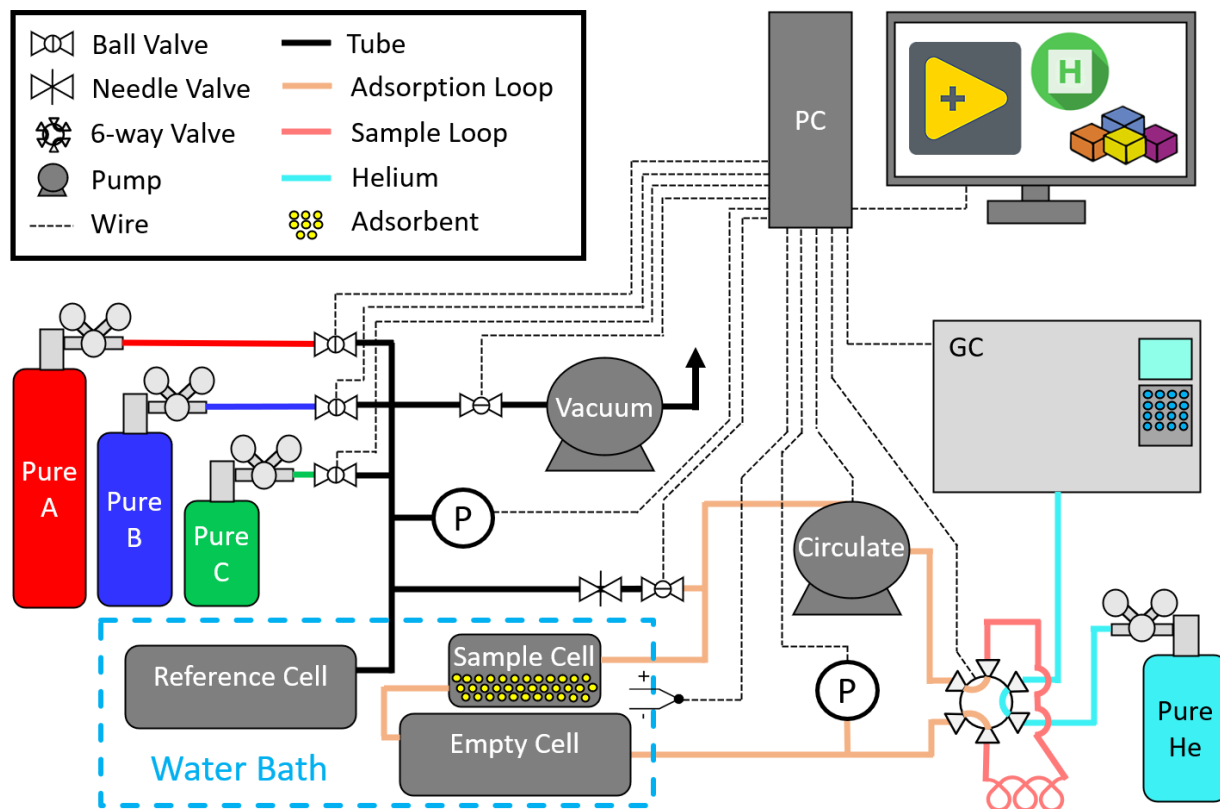 Ball Valve
Needle Valve
6-way Valve
Pump
Wire
Tube
Adsorption Loop
Sample Loop
Helium
Adsorbent
PC
+
H
Pure
A
Pure
B
Pure
C
Vacuum
P
GC
Circulate
Reference Cell
Sample Cell
Empty Cell
+
-
P
Pure
He
Water Bath